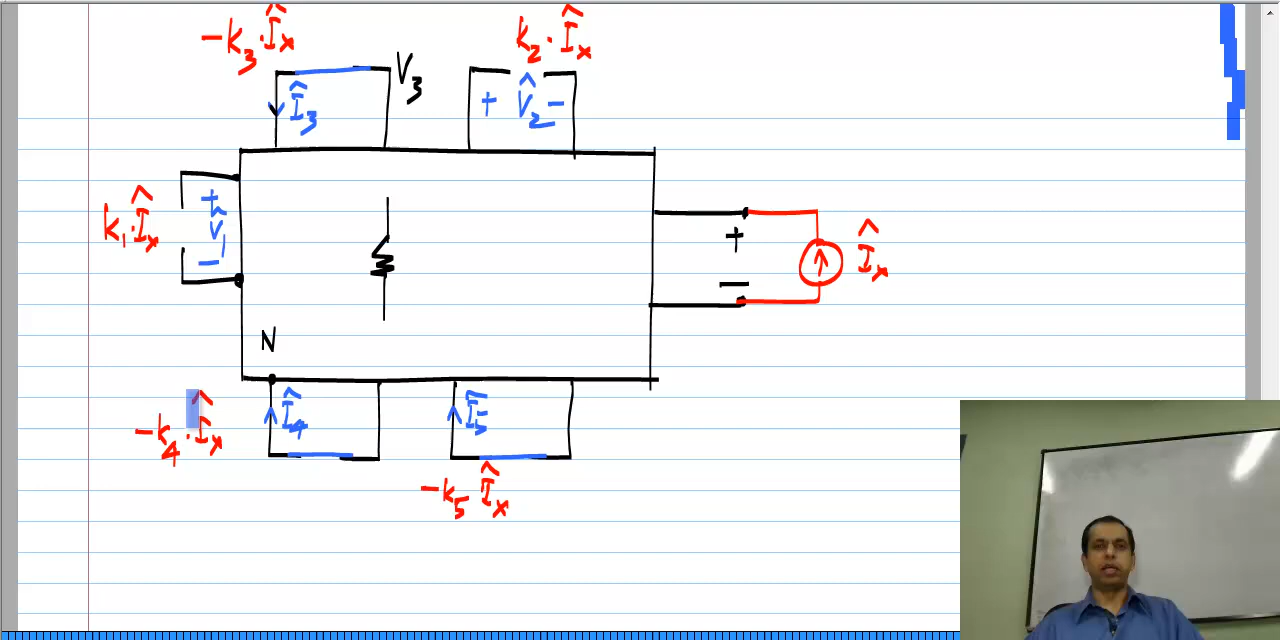 -k₃·Îₓ
k₂·Îₓ
V₃
Î₃
+ V̂₂ −
k₁·Îₓ
+
V̂₁
−
+
−
Îₓ
N
Î₄
Î₅
-k₄·Îₓ
-k₅ Îₓ